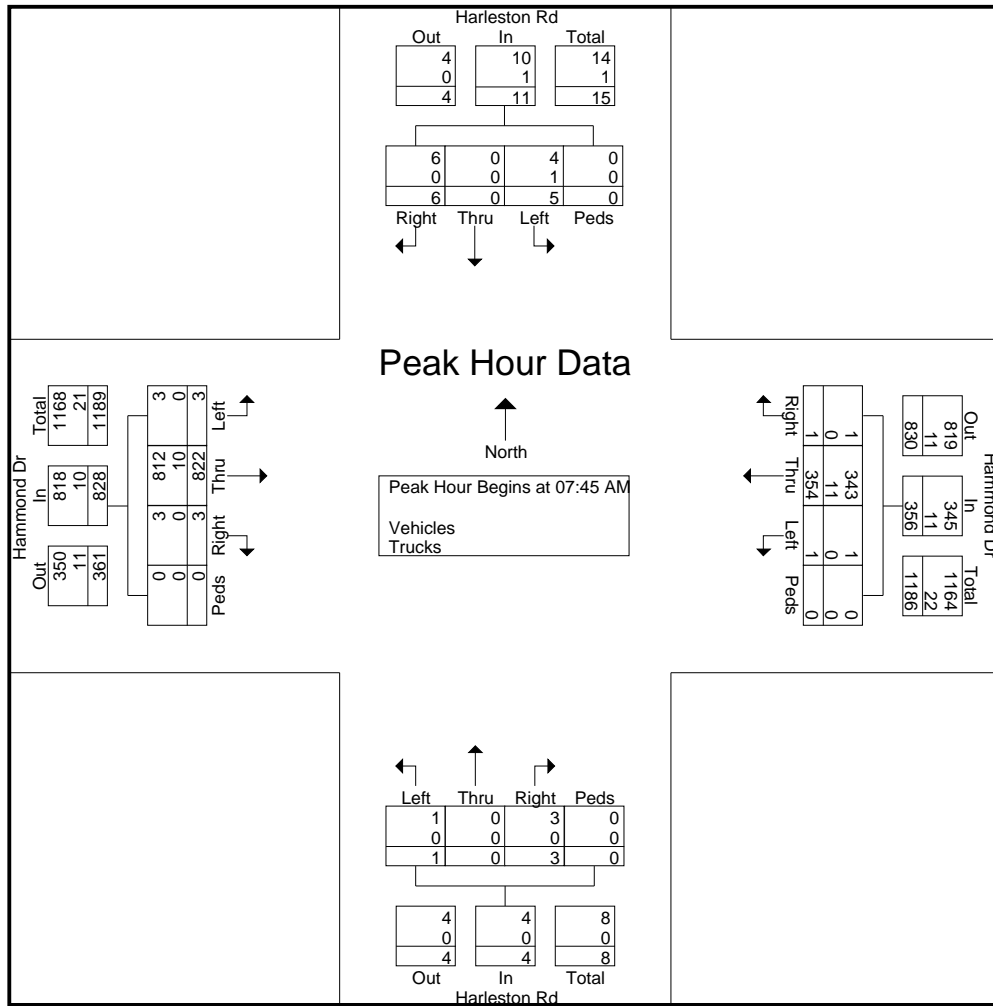 Harleston Rd
Out In Total
4 10 14
0 1 1
4 11 15
6 0 4 0
0 0 1 0
6 0 5 0
Right Thru Left Peds
Peak Hour Data
North
Peak Hour Begins at 07:45 AM
Vehicles
Trucks
Hammond Dr
Out In Total
350 818 1168
11 10 21
361 828 1189
0 3 812 3
0 0 10 0
0 3 822 3
Peds Right Thru Left
Hammond Dr
Out In Total
819 345 1164
11 11 22
830 356 1186
1 343 1 0
0 11 0 0
1 354 1 0
Right Thru Left Peds
Left Thru Right Peds
1 0 3 0
0 0 0 0
1 0 3 0
4 4 8
0 0 0
4 4 8
Out In Total
Harleston Rd